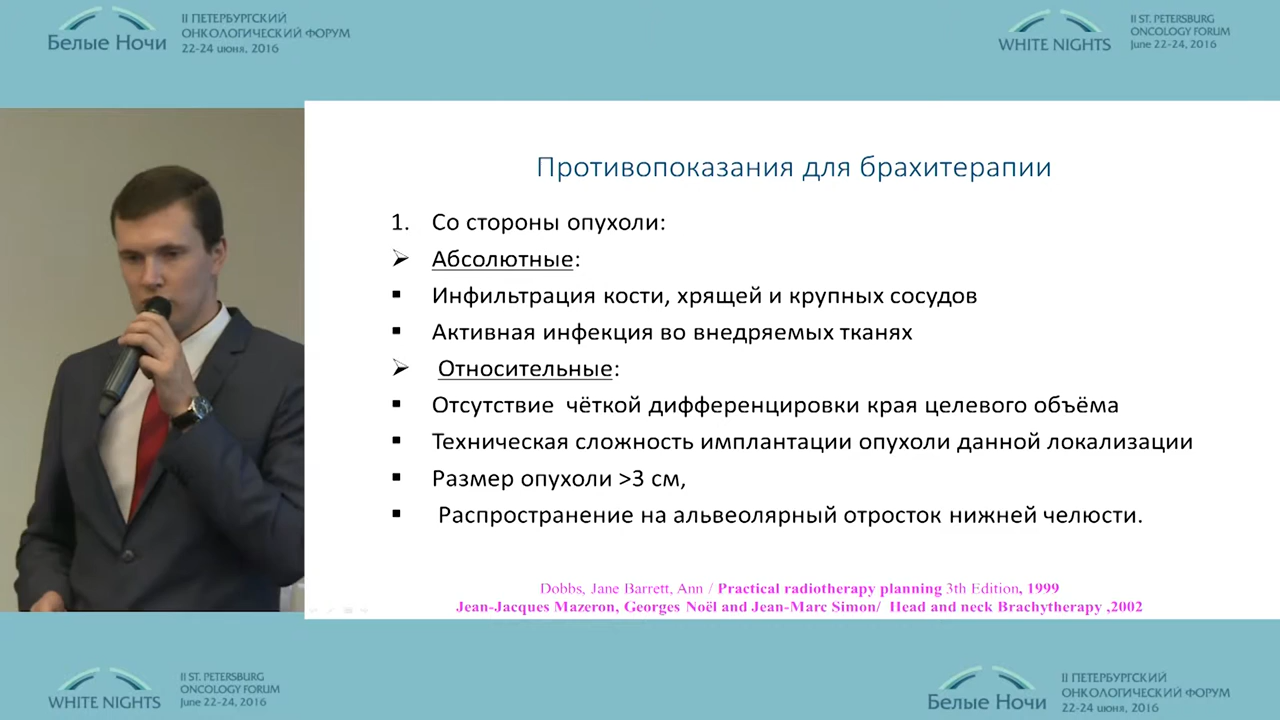 Белые Ночи
II ПЕТЕРБУРГСКИЙ
ОНКОЛОГИЧЕСКИЙ ФОРУМ
22-24 июня, 2016
WHITE NIGHTS
II ST. PETERSBURG
ONCOLOGY FORUM
June 22-24, 2016
Противопоказания для брахитерапии
1. Со стороны опухоли:
Абсолютные:
Инфильтрация кости, хрящей и крупных сосудов
Активная инфекция во внедряемых тканях
Относительные:
Отсутствие чёткой дифференцировки края целевого объёма
Техническая сложность имплантации опухоли данной локализации
Размер опухоли >3 см,
Распространение на альвеолярный отросток нижней челюсти.
Dobbs, Jane Barrett, Ann / Practical radiotherapy planning 3th Edition, 1999
Jean-Jacques Mazeron, Georges Noël and Jean-Marc Simon/ Head and neck Brachytherapy ,2002
WHITE NIGHTS
II ST. PETERSBURG
ONCOLOGY FORUM
June 22-24, 2016
Белые Ночи
II ПЕТЕРБУРГСКИЙ
ОНКОЛОГИЧЕСКИЙ ФОРУМ
22-24 июня, 2016